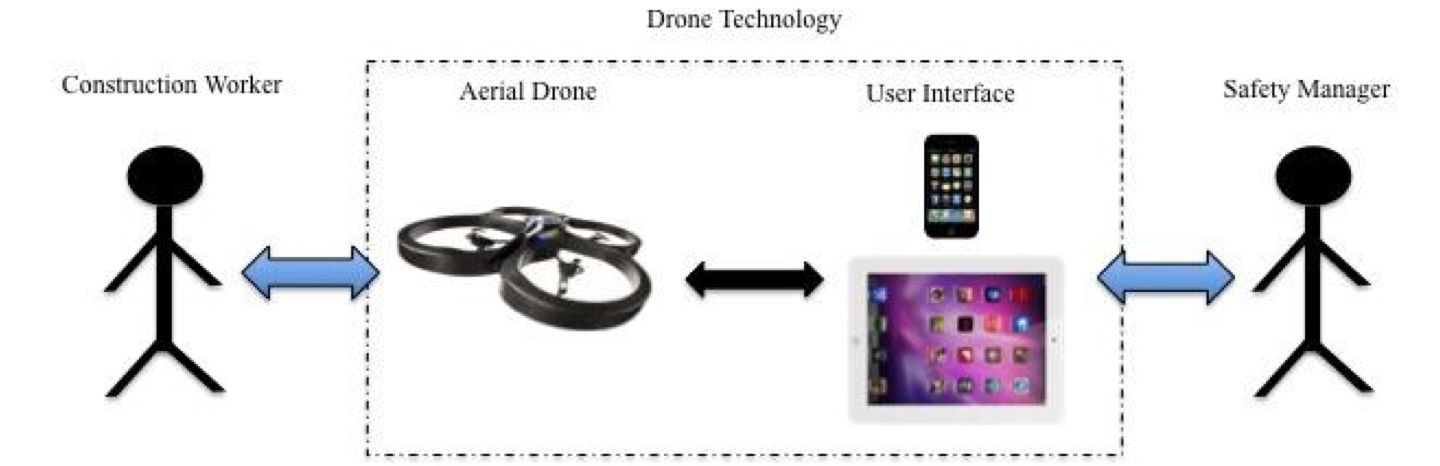 Drone Technology
Construction Worker
Aerial Drone
User Interface
Safety Manager